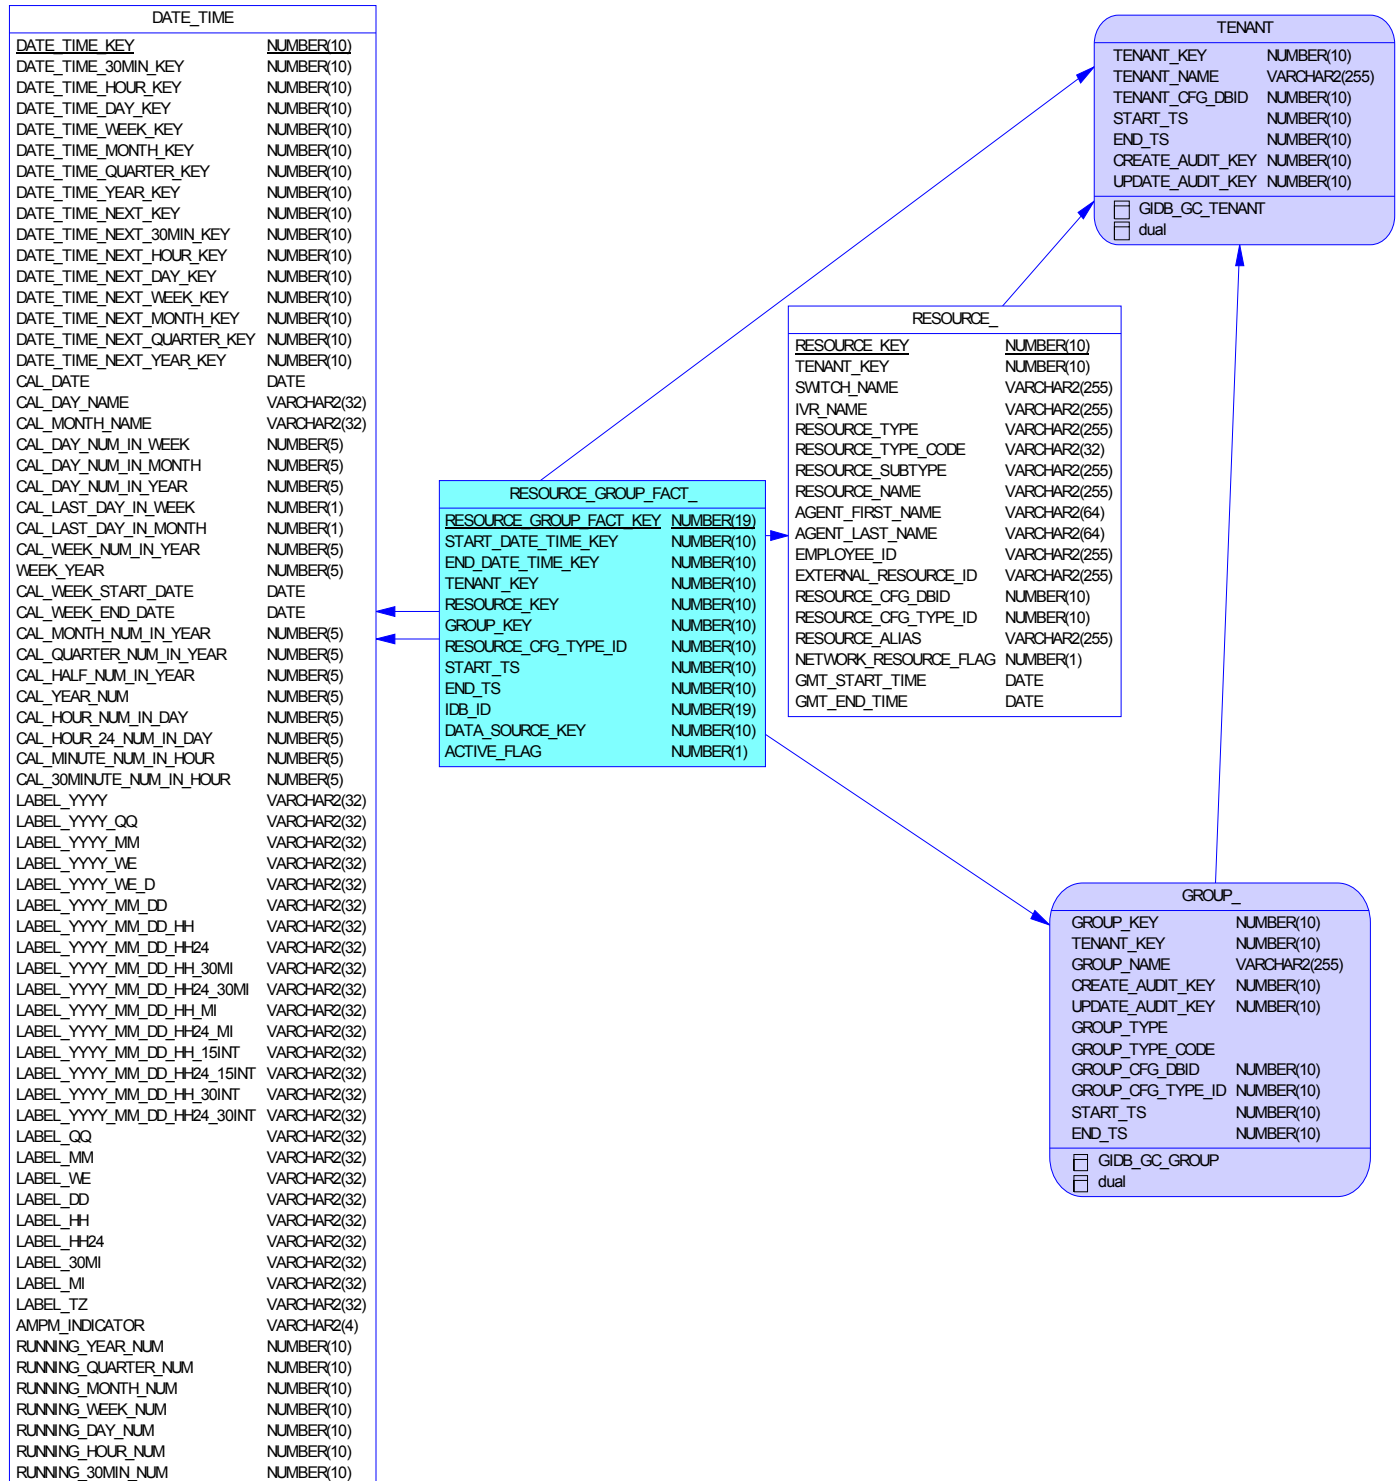 DATE_TIME
DATE_TIME_KEY NUMBER(10)
DATE_TIME_30MIN_KEY NUMBER(10)
DATE_TIME_HOUR_KEY NUMBER(10)
DATE_TIME_DAY_KEY NUMBER(10)
DATE_TIME_WEEK_KEY NUMBER(10)
DATE_TIME_MONTH_KEY NUMBER(10)
DATE_TIME_QUARTER_KEY NUMBER(10)
DATE_TIME_YEAR_KEY NUMBER(10)
DATE_TIME_NEXT_KEY NUMBER(10)
DATE_TIME_NEXT_30MIN_KEY NUMBER(10)
DATE_TIME_NEXT_HOUR_KEY NUMBER(10)
DATE_TIME_NEXT_DAY_KEY NUMBER(10)
DATE_TIME_NEXT_WEEK_KEY NUMBER(10)
DATE_TIME_NEXT_MONTH_KEY NUMBER(10)
DATE_TIME_NEXT_QUARTER_KEY NUMBER(10)
DATE_TIME_NEXT_YEAR_KEY NUMBER(10)
CAL_DATE DATE
CAL_DAY_NAME VARCHAR2(32)
CAL_MONTH_NAME VARCHAR2(32)
CAL_DAY_NUM_IN_WEEK NUMBER(5)
CAL_DAY_NUM_IN_MONTH NUMBER(5)
CAL_DAY_NUM_IN_YEAR NUMBER(5)
CAL_LAST_DAY_IN_WEEK NUMBER(1)
CAL_LAST_DAY_IN_MONTH NUMBER(1)
CAL_WEEK_NUM_IN_YEAR NUMBER(5)
WEEK_YEAR NUMBER(5)
CAL_WEEK_START_DATE DATE
CAL_WEEK_END_DATE DATE
CAL_MONTH_NUM_IN_YEAR NUMBER(5)
CAL_QUARTER_NUM_IN_YEAR NUMBER(5)
CAL_HALF_NUM_IN_YEAR NUMBER(5)
CAL_YEAR_NUM NUMBER(5)
CAL_HOUR_NUM_IN_DAY NUMBER(5)
CAL_HOUR_24_NUM_IN_DAY NUMBER(5)
CAL_MINUTE_NUM_IN_HOUR NUMBER(5)
CAL_30MINUTE_NUM_IN_HOUR NUMBER(5)
LABEL_YYYY VARCHAR2(32)
LABEL_YYYY_QQ VARCHAR2(32)
LABEL_YYYY_MM VARCHAR2(32)
LABEL_YYYY_WE VARCHAR2(32)
LABEL_YYYY_WE_D VARCHAR2(32)
LABEL_YYYY_MM_DD VARCHAR2(32)
LABEL_YYYY_MM_DD_HH VARCHAR2(32)
LABEL_YYYY_MM_DD_HH24 VARCHAR2(32)
LABEL_YYYY_MM_DD_HH_30MI VARCHAR2(32)
LABEL_YYYY_MM_DD_HH24_30MI VARCHAR2(32)
LABEL_YYYY_MM_DD_HH_MI VARCHAR2(32)
LABEL_YYYY_MM_DD_HH24_MI VARCHAR2(32)
LABEL_YYYY_MM_DD_HH_15INT VARCHAR2(32)
LABEL_YYYY_MM_DD_HH24_15INT VARCHAR2(32)
LABEL_YYYY_MM_DD_HH_30INT VARCHAR2(32)
LABEL_YYYY_MM_DD_HH24_30INT VARCHAR2(32)
LABEL_QQ VARCHAR2(32)
LABEL_MM VARCHAR2(32)
LABEL_WE VARCHAR2(32)
LABEL_DD VARCHAR2(32)
LABEL_HH VARCHAR2(32)
LABEL_HH24 VARCHAR2(32)
LABEL_30MI VARCHAR2(32)
LABEL_MI VARCHAR2(32)
LABEL_TZ VARCHAR2(32)
AMPM_INDICATOR VARCHAR2(4)
RUNNING_YEAR_NUM NUMBER(10)
RUNNING_QUARTER_NUM NUMBER(10)
RUNNING_MONTH_NUM NUMBER(10)
RUNNING_WEEK_NUM NUMBER(10)
RUNNING_DAY_NUM NUMBER(10)
RUNNING_HOUR_NUM NUMBER(10)
RUNNING_30MIN_NUM NUMBER(10)
RESOURCE_GROUP_FACT_
RESOURCE_GROUP_FACT_KEY NUMBER(19)
START_DATE_TIME_KEY NUMBER(10)
END_DATE_TIME_KEY NUMBER(10)
TENANT_KEY NUMBER(10)
RESOURCE_KEY NUMBER(10)
GROUP_KEY NUMBER(10)
RESOURCE_CFG_TYPE_ID NUMBER(10)
START_TS NUMBER(10)
END_TS NUMBER(10)
IDB_ID NUMBER(19)
DATA_SOURCE_KEY NUMBER(10)
ACTIVE_FLAG NUMBER(1)
RESOURCE_
RESOURCE_KEY NUMBER(10)
TENANT_KEY NUMBER(10)
SWITCH_NAME VARCHAR2(255)
IVR_NAME VARCHAR2(255)
RESOURCE_TYPE VARCHAR2(255)
RESOURCE_TYPE_CODE VARCHAR2(32)
RESOURCE_SUBTYPE VARCHAR2(255)
RESOURCE_NAME VARCHAR2(255)
AGENT_FIRST_NAME VARCHAR2(64)
AGENT_LAST_NAME VARCHAR2(64)
EMPLOYEE_ID VARCHAR2(255)
EXTERNAL_RESOURCE_ID VARCHAR2(255)
RESOURCE_CFG_DBID NUMBER(10)
RESOURCE_CFG_TYPE_ID NUMBER(10)
RESOURCE_ALIAS VARCHAR2(255)
NETWORK_RESOURCE_FLAG NUMBER(1)
GMT_START_TIME DATE
GMT_END_TIME DATE
TENANT
TENANT_KEY NUMBER(10)
TENANT_NAME VARCHAR2(255)
TENANT_CFG_DBID NUMBER(10)
START_TS NUMBER(10)
END_TS NUMBER(10)
CREATE_AUDIT_KEY NUMBER(10)
UPDATE_AUDIT_KEY NUMBER(10)
GIDB_GC_TENANT
dual
GROUP_
GROUP_KEY NUMBER(10)
TENANT_KEY NUMBER(10)
GROUP_NAME VARCHAR2(255)
CREATE_AUDIT_KEY NUMBER(10)
UPDATE_AUDIT_KEY NUMBER(10)
GROUP_TYPE
GROUP_TYPE_CODE
GROUP_CFG_DBID NUMBER(10)
GROUP_CFG_TYPE_ID NUMBER(10)
START_TS NUMBER(10)
END_TS NUMBER(10)
GIDB_GC_GROUP
dual